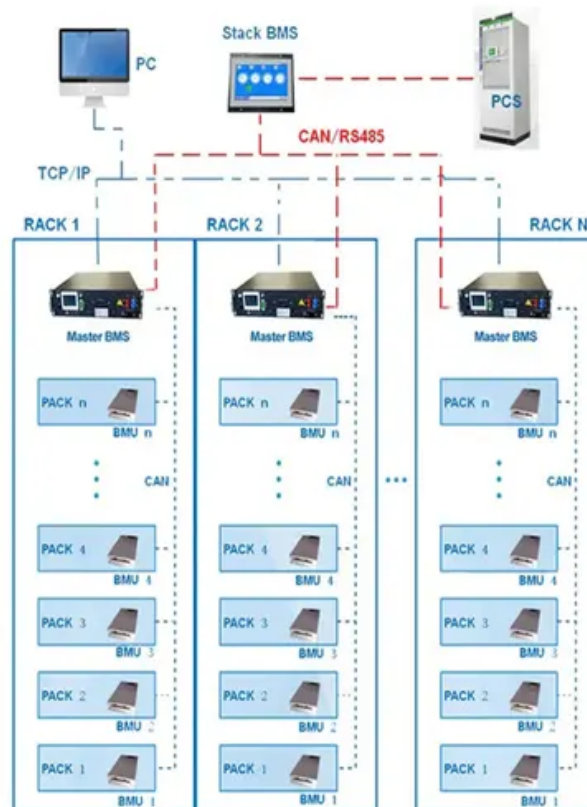 PC
Stack BMS
PCS
CAN/RS485
TCP/IP
RACK 1
RACK 2
RACK N
Master BMS
Master BMS
Master BMS
PACK n
BMU n
PACK n
BMU n
PACK n
BMU n
CAN
CAN
CAN
PACK 4
BMU 4
PACK 4
BMU 4
PACK 4
BMU 4
PACK 3
BMU 3
PACK 3
BMU 3
PACK 3
BMU 3
PACK 2
BMU 2
PACK 2
BMU 2
PACK 2
BMU 2
PACK 1
BMU 1
PACK 1
BMU 1
PACK 1
BMU 1